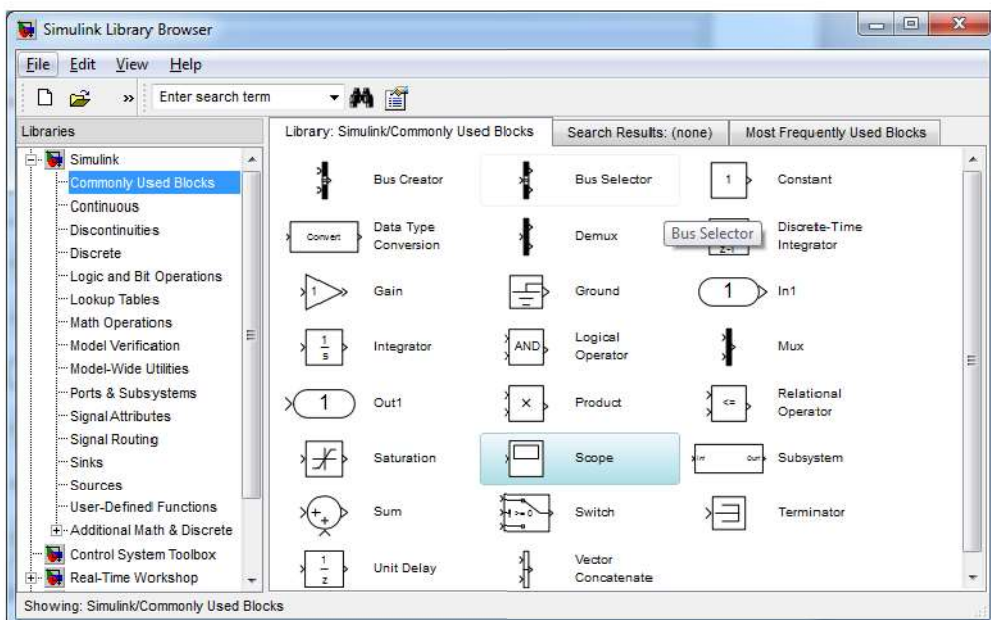 Simulink Library Browser
File Edit View Help
» Enter search term
Libraries
Library: Simulink/Commonly Used Blocks Search Results: (none) Most Frequently Used Blocks
Simulink
Commonly Used Blocks
Continuous
Discontinuities
Discrete
Logic and Bit Operations
Lookup Tables
Math Operations
Model Verification
Model-Wide Utilities
Ports & Subsystems
Signal Attributes
Signal Routing
Sinks
Sources
User-Defined Functions
Additional Math & Discrete
Control System Toolbox
Real-Time Workshop
Bus Creator
Bus Selector
1
Constant
Convert
Data Type
Conversion
Demux
Bus Selector
Discrete-Time
Integrator
1
Gain
Ground
1
In1
1
s
Integrator
AND
Logical
Operator
Mux
1
Out1
×
Product
<=
Relational
Operator
Saturation
Scope
Subsystem
+
+
Sum
Switch
Terminator
1
z
Unit Delay
Vector
Concatenate
Showing: Simulink/Commonly Used Blocks